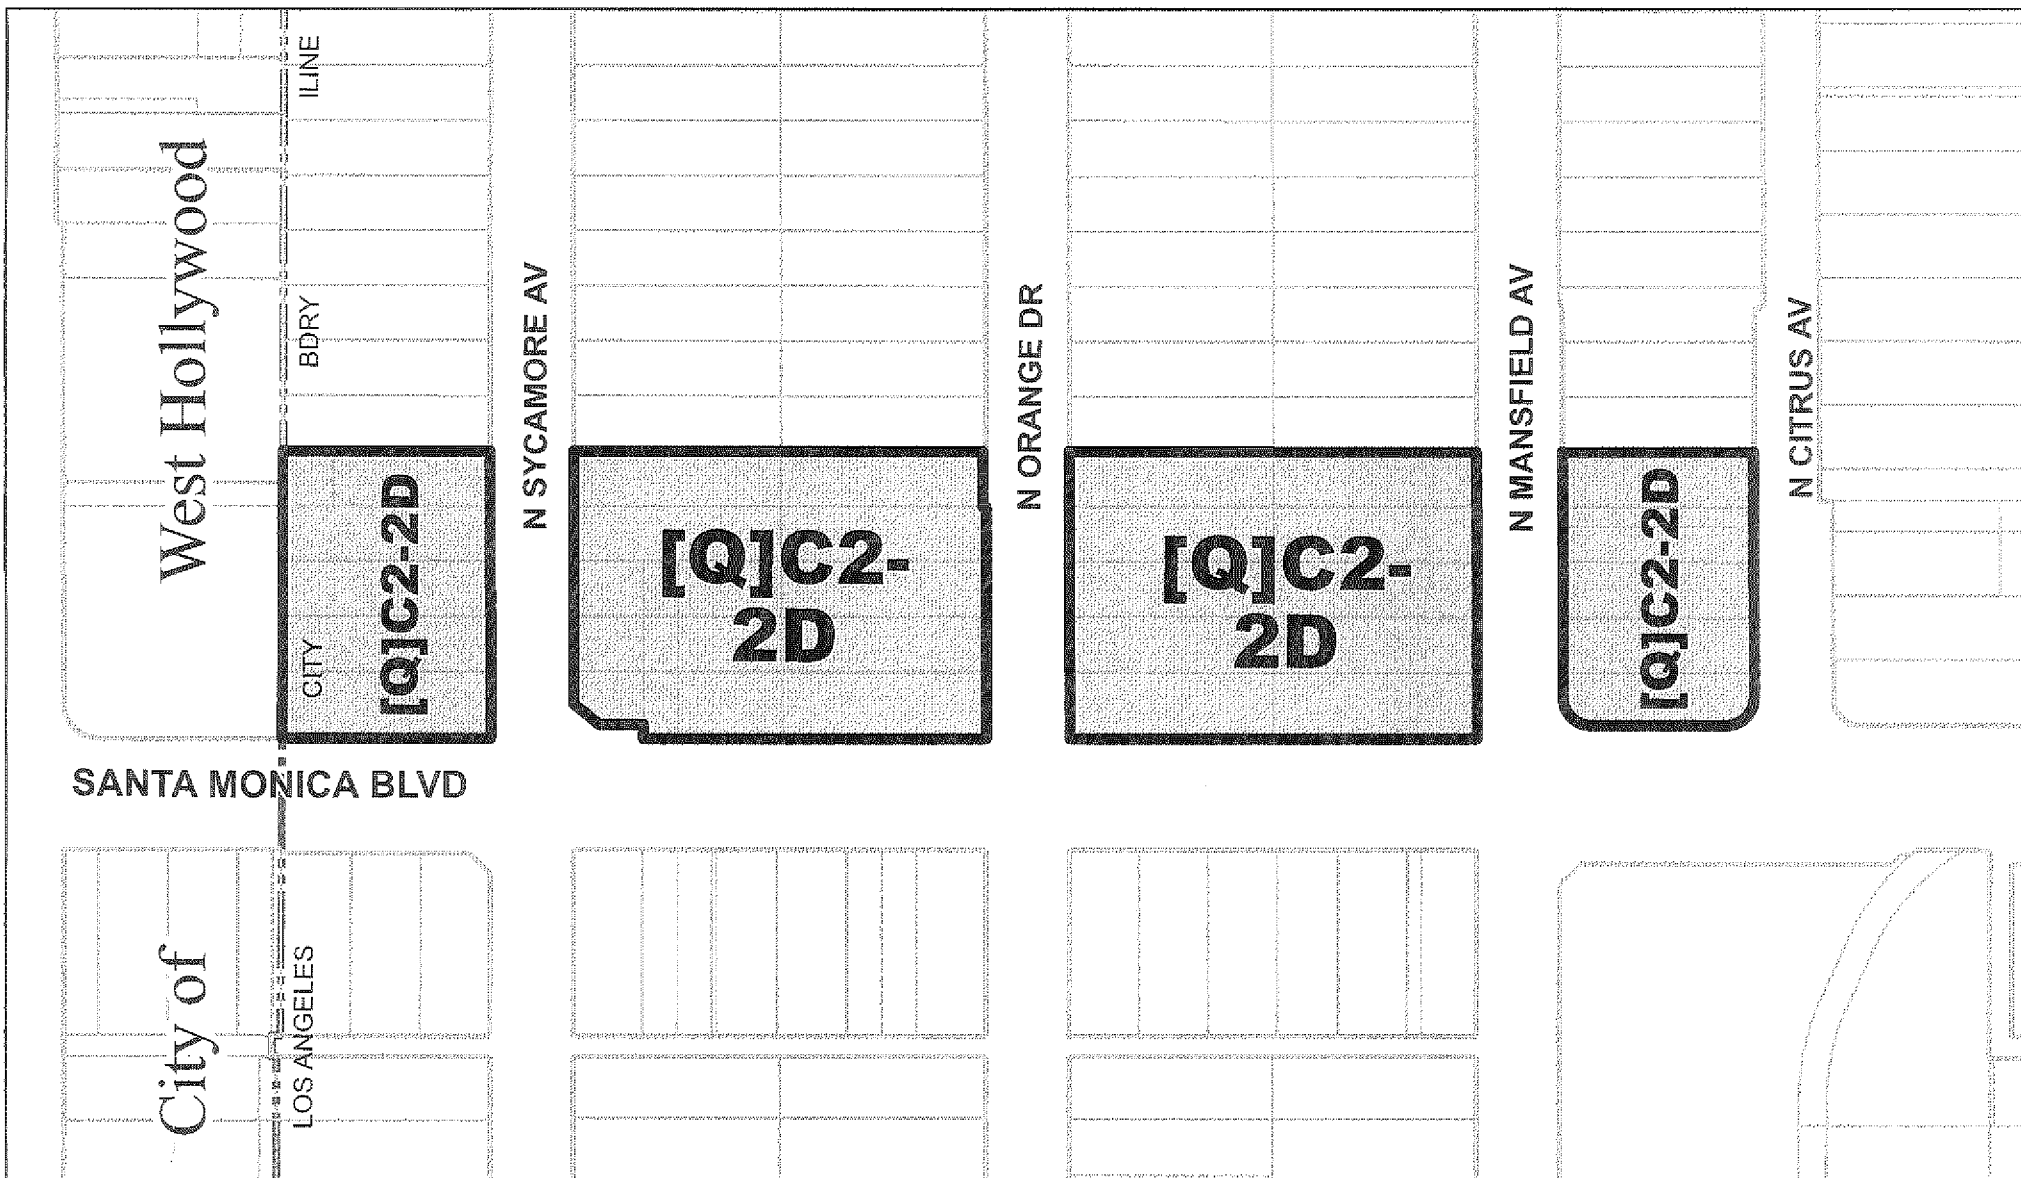 City of West Hollywood
CITY BDRY LINE
LOS ANGELES
N SYCAMORE AV
N ORANGE DR
N MANSFIELD AV
N CITRUS AV
[Q]C2-2D
[Q]C2-
2D
[Q]C2-
2D
[Q]C2-2D
SANTA MONICA BLVD